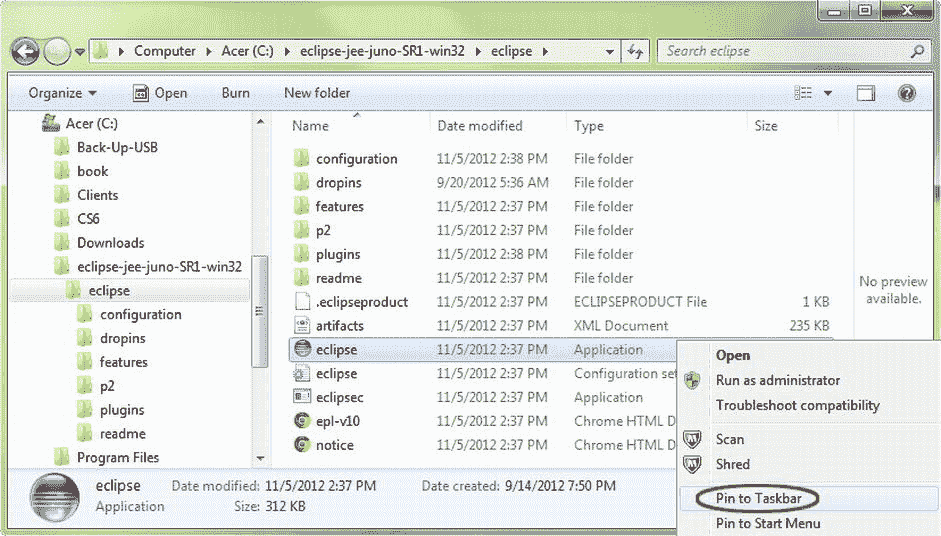 Computer Acer (C:) eclipse-jee-juno-SR1-win32 eclipse Search eclipse
Organize Open Burn New folder
Acer (C:)
Back-Up-USB
book
Clients
CS6
Downloads
eclipse-jee-juno-SR1-win32
eclipse
configuration
dropins
features
p2
plugins
readme
Program Files
Name Date modified Type Size
configuration 11/5/2012 2:38 PM File folder
dropins 9/20/2012 5:36 AM File folder
features 11/5/2012 2:37 PM File folder
p2 11/5/2012 2:37 PM File folder
plugins 11/5/2012 2:38 PM File folder
readme 11/5/2012 2:37 PM File folder
.eclipseproduct 11/5/2012 2:37 PM ECLIPSEPRODUCT File 1 KB
artifacts 11/5/2012 2:37 PM XML Document 235 KB
eclipse 11/5/2012 2:37 PM Application
eclipse 11/5/2012 2:37 PM Configuration set
eclipsec 11/5/2012 2:37 PM Application
epl-v10 11/5/2012 2:37 PM Chrome HTML D
notice 11/5/2012 2:37 PM Chrome HTML D
No preview
available.
Open
Run as administrator
Troubleshoot compatibility
Scan
Shred
Pin to Taskbar
Pin to Start Menu
eclipse Date modified: 11/5/2012 2:37 PM Date created: 9/14/2012 7:50 PM
Application Size: 312 KB